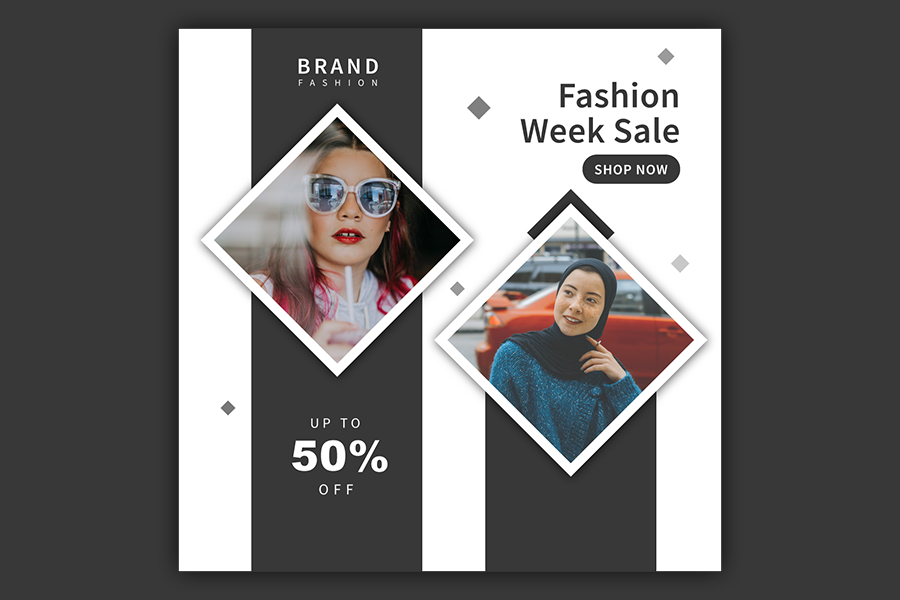 BRAND
FASHION
Fashion
Week Sale
SHOP NOW
UP TO
50%
OFF